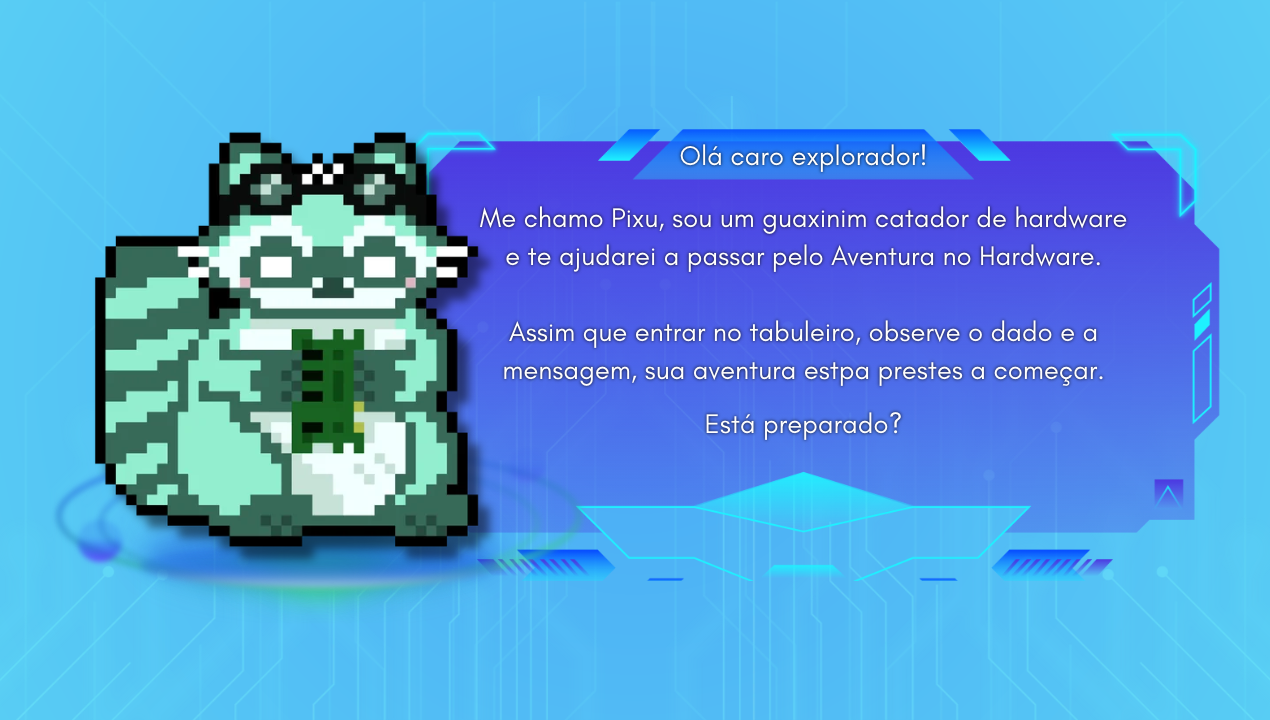 Olá caro explorador!
Me chamo Pixu, sou um guaxinim catador de hardware
e te ajudarei a passar pelo Aventura no Hardware.
Assim que entrar no tabuleiro, observe o dado e a
mensagem, sua aventura estpa prestes a começar.
Está preparado?